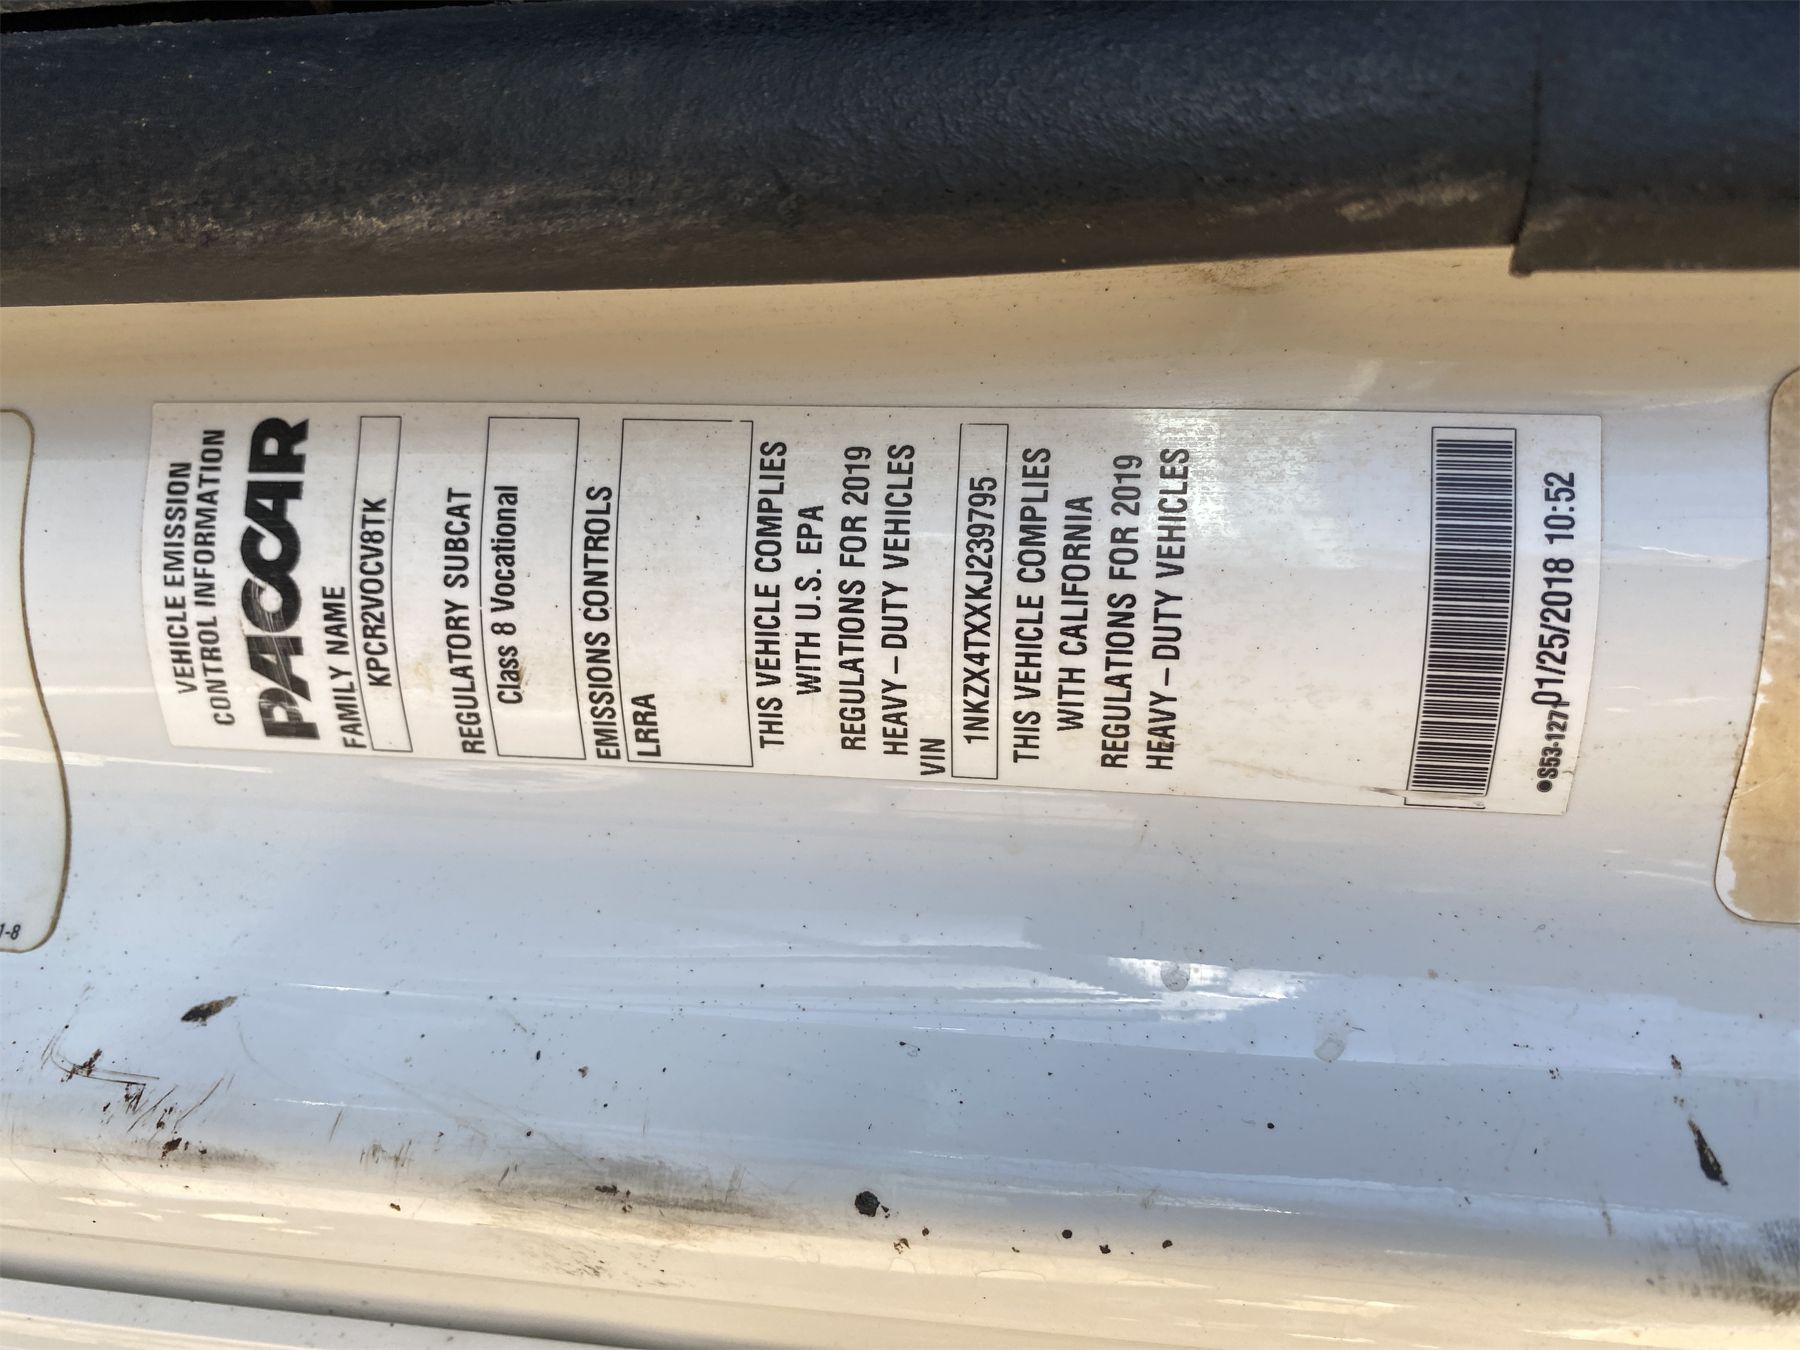 VEHICLE EMISSION
CONTROL INFORMATION
PACCAR
FAMILY NAME
KPCR2VOCV8TK
REGULATORY SUBCAT
Class 8 Vocational
EMISSIONS CONTROLS
LRRA
THIS VEHICLE COMPLIES
WITH U.S. EPA
REGULATIONS FOR 2019
HEAVY–DUTY VEHICLES
VIN
1NKZX4TXXKJ239795
THIS VEHICLE COMPLIES
WITH CALIFORNIA
REGULATIONS FOR 2019
HEAVY–DUTY VEHICLES
S53-1271 01/25/2018 10:52
1-8